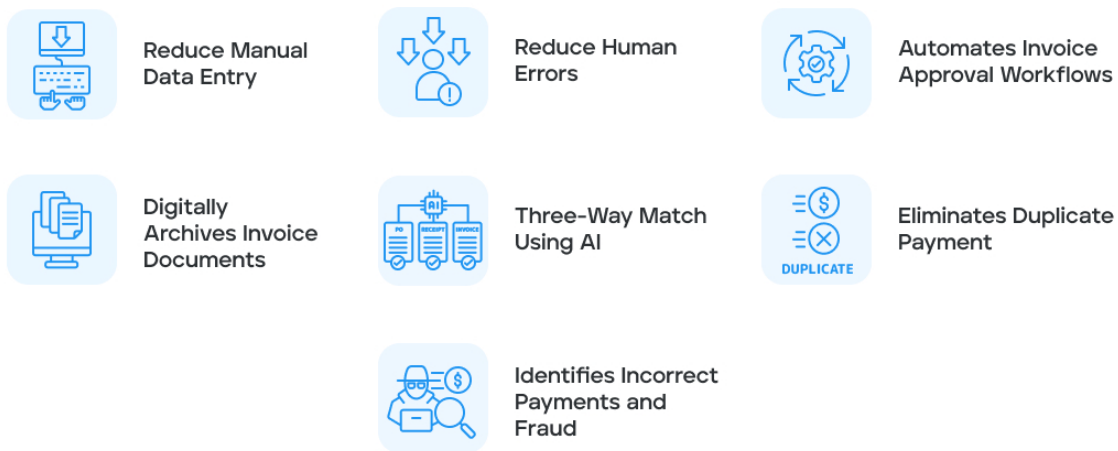 Reduce Manual
Data Entry
Reduce Human
Errors
Automates Invoice
Approval Workflows
Digitally
Archives Invoice
Documents
AI
PO
RECEIPT
INVOICE
Three-Way Match
Using AI
$
DUPLICATE
Eliminates Duplicate
Payment
$
Identifies Incorrect
Payments and
Fraud